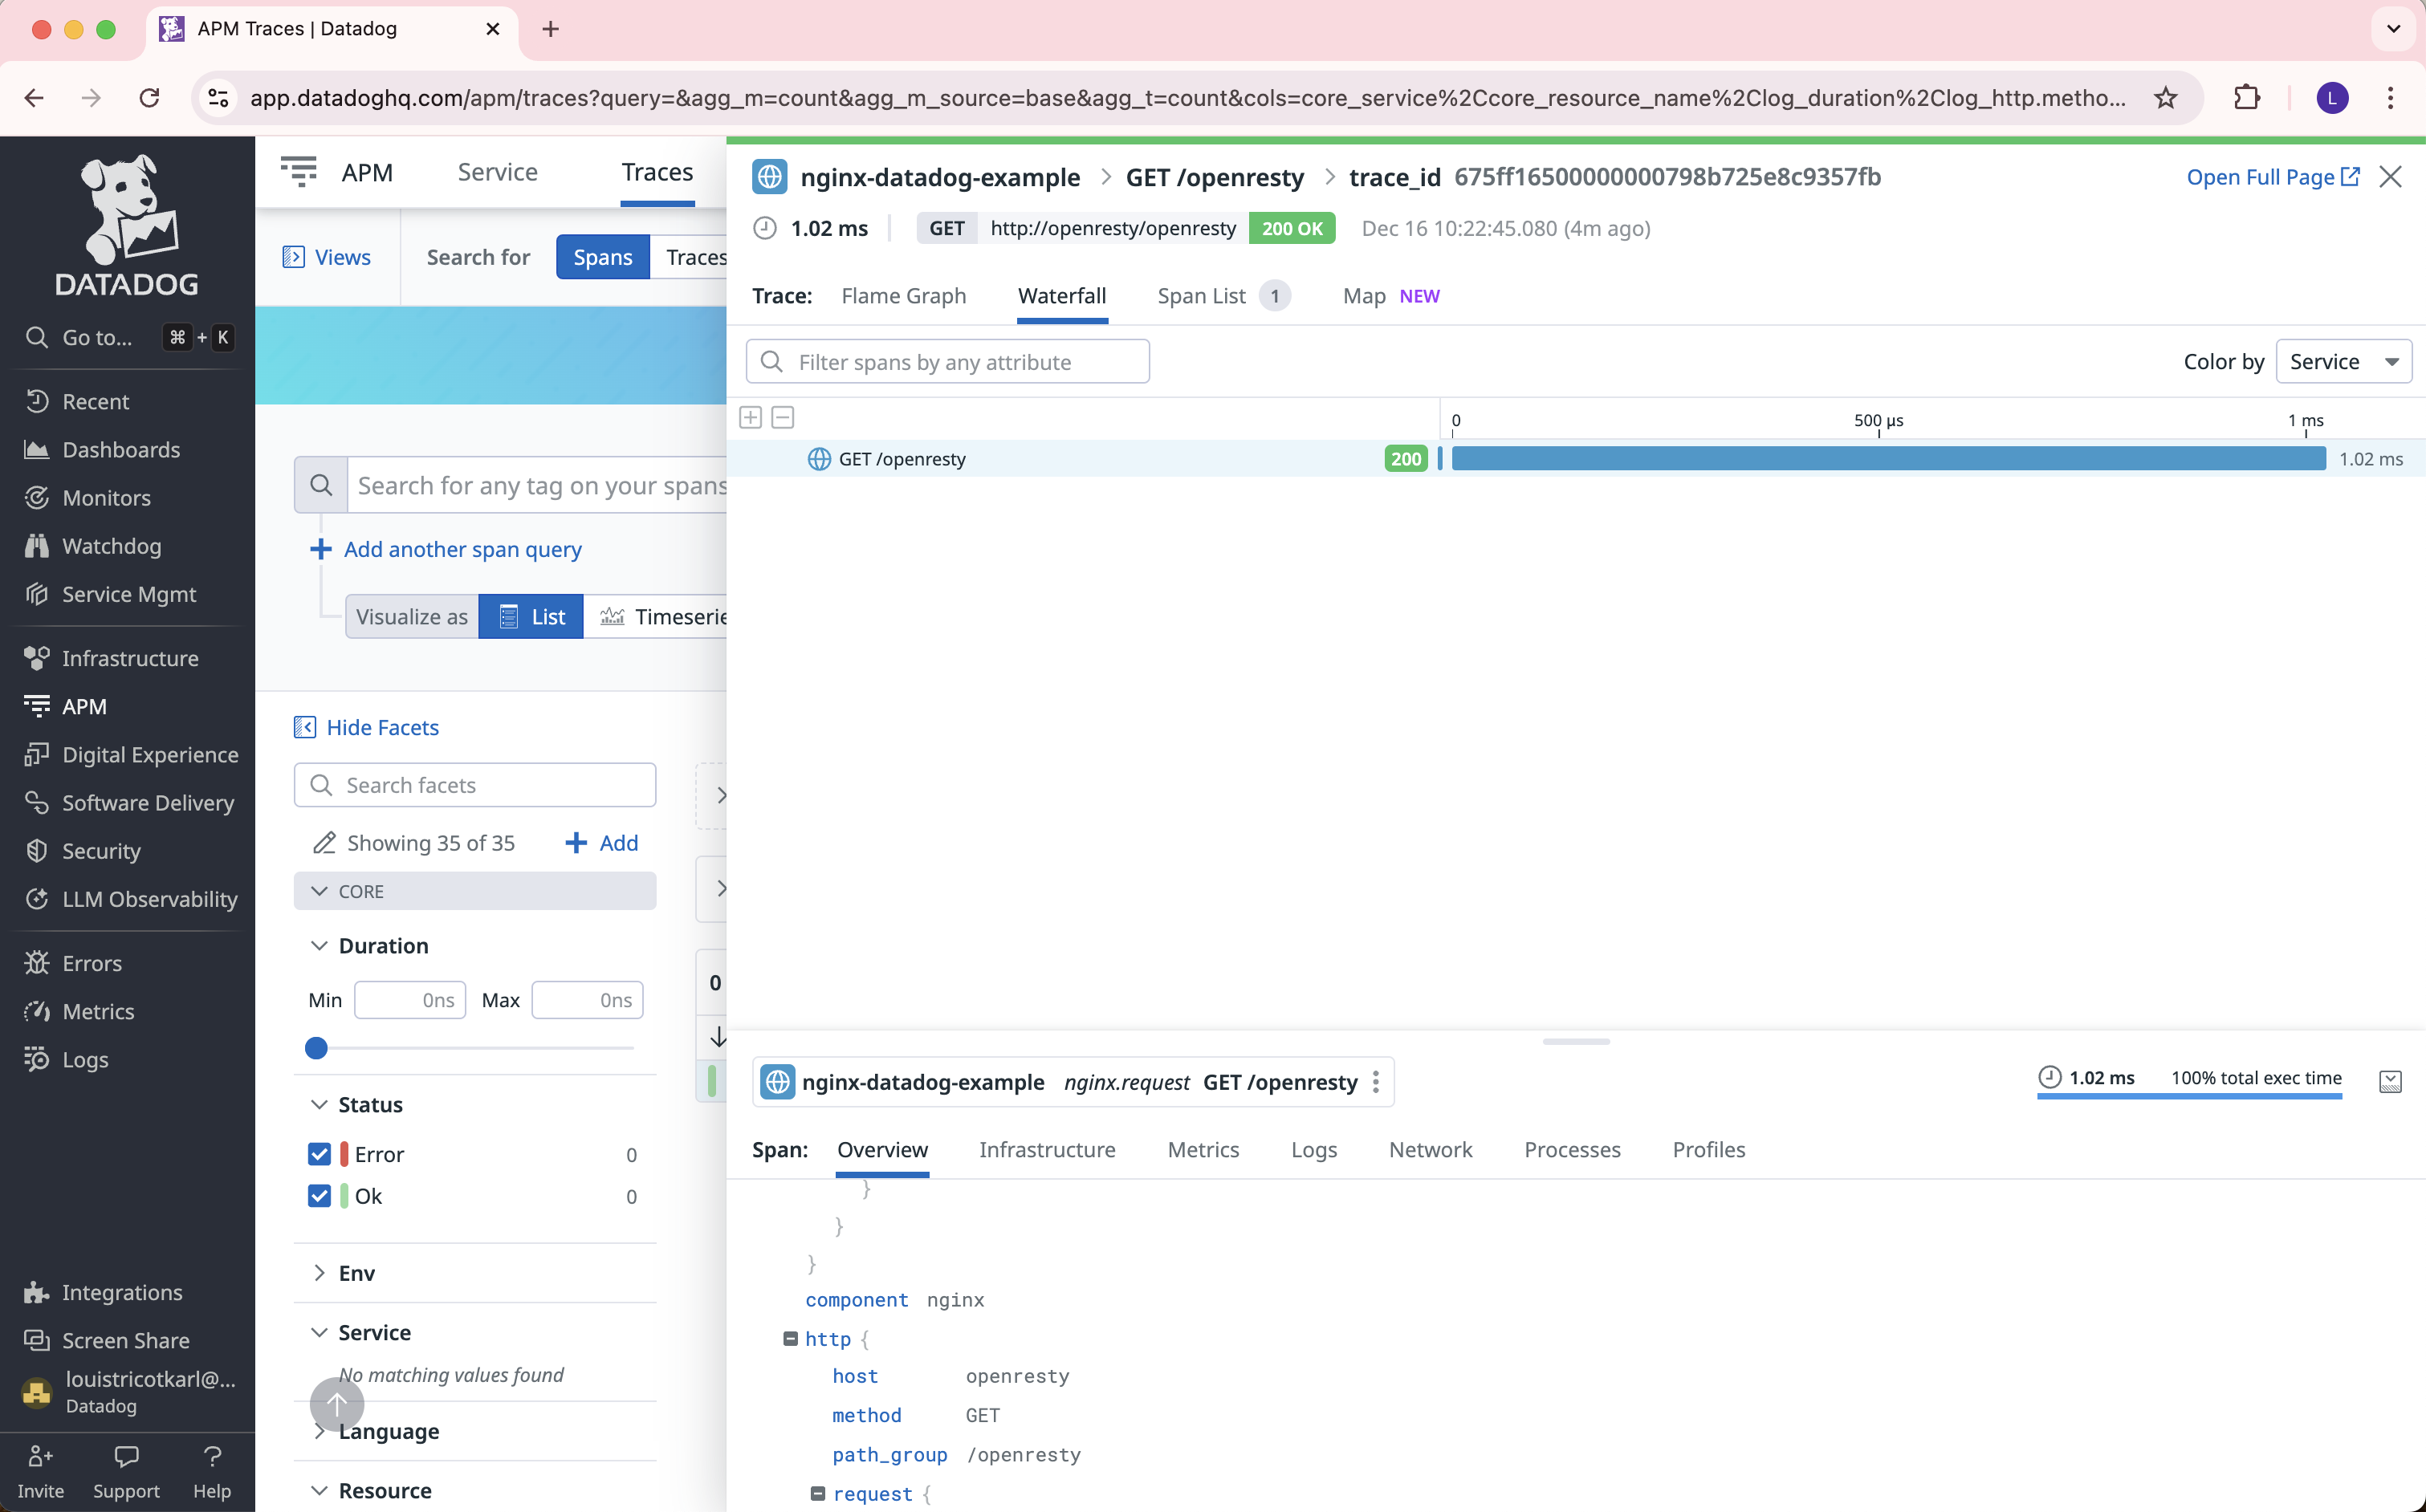 APM Traces | Datadog
app.datadoghq.com/apm/traces?query=&agg_m=count&agg_m_source=base&agg_t=count&cols=core_service%2Ccore_resource_name%2Clog_duration%2Clog_http.metho...
L
DATADOG
Go to... ⌘ + K
Recent
Dashboards
Monitors
Watchdog
Service Mgmt
Infrastructure
APM
Digital Experience
Software Delivery
Security
LLM Observability
Errors
Metrics
Logs
Integrations
Screen Share
louistricotkarl@...
Datadog
Invite Support Help
APM Service Traces
Views Search for Spans Traces
Search for any tag on your spans
Add another span query
Visualize as List Timeserie
Hide Facets
Search facets
Showing 35 of 35 Add
CORE
Duration
Min 0ns Max 0ns
Status
Error 0
Ok 0
Env
Service
No matching values found
Language
Resource
0
nginx-datadog-example > GET /openresty > trace_id 675ff16500000000798b725e8c9357fb
Open Full Page
1.02 ms GET http://openresty/openresty 200 OK Dec 16 10:22:45.080 (4m ago)
Trace: Flame Graph Waterfall Span List 1 Map NEW
Filter spans by any attribute
Color by Service
0 500 µs 1 ms
GET /openresty 200 1.02 ms
nginx-datadog-example nginx.request GET /openresty
1.02 ms 100% total exec time
Span: Overview Infrastructure Metrics Logs Network Processes Profiles
}
}
}
component nginx
http {
host openresty
method GET
path_group /openresty
request {